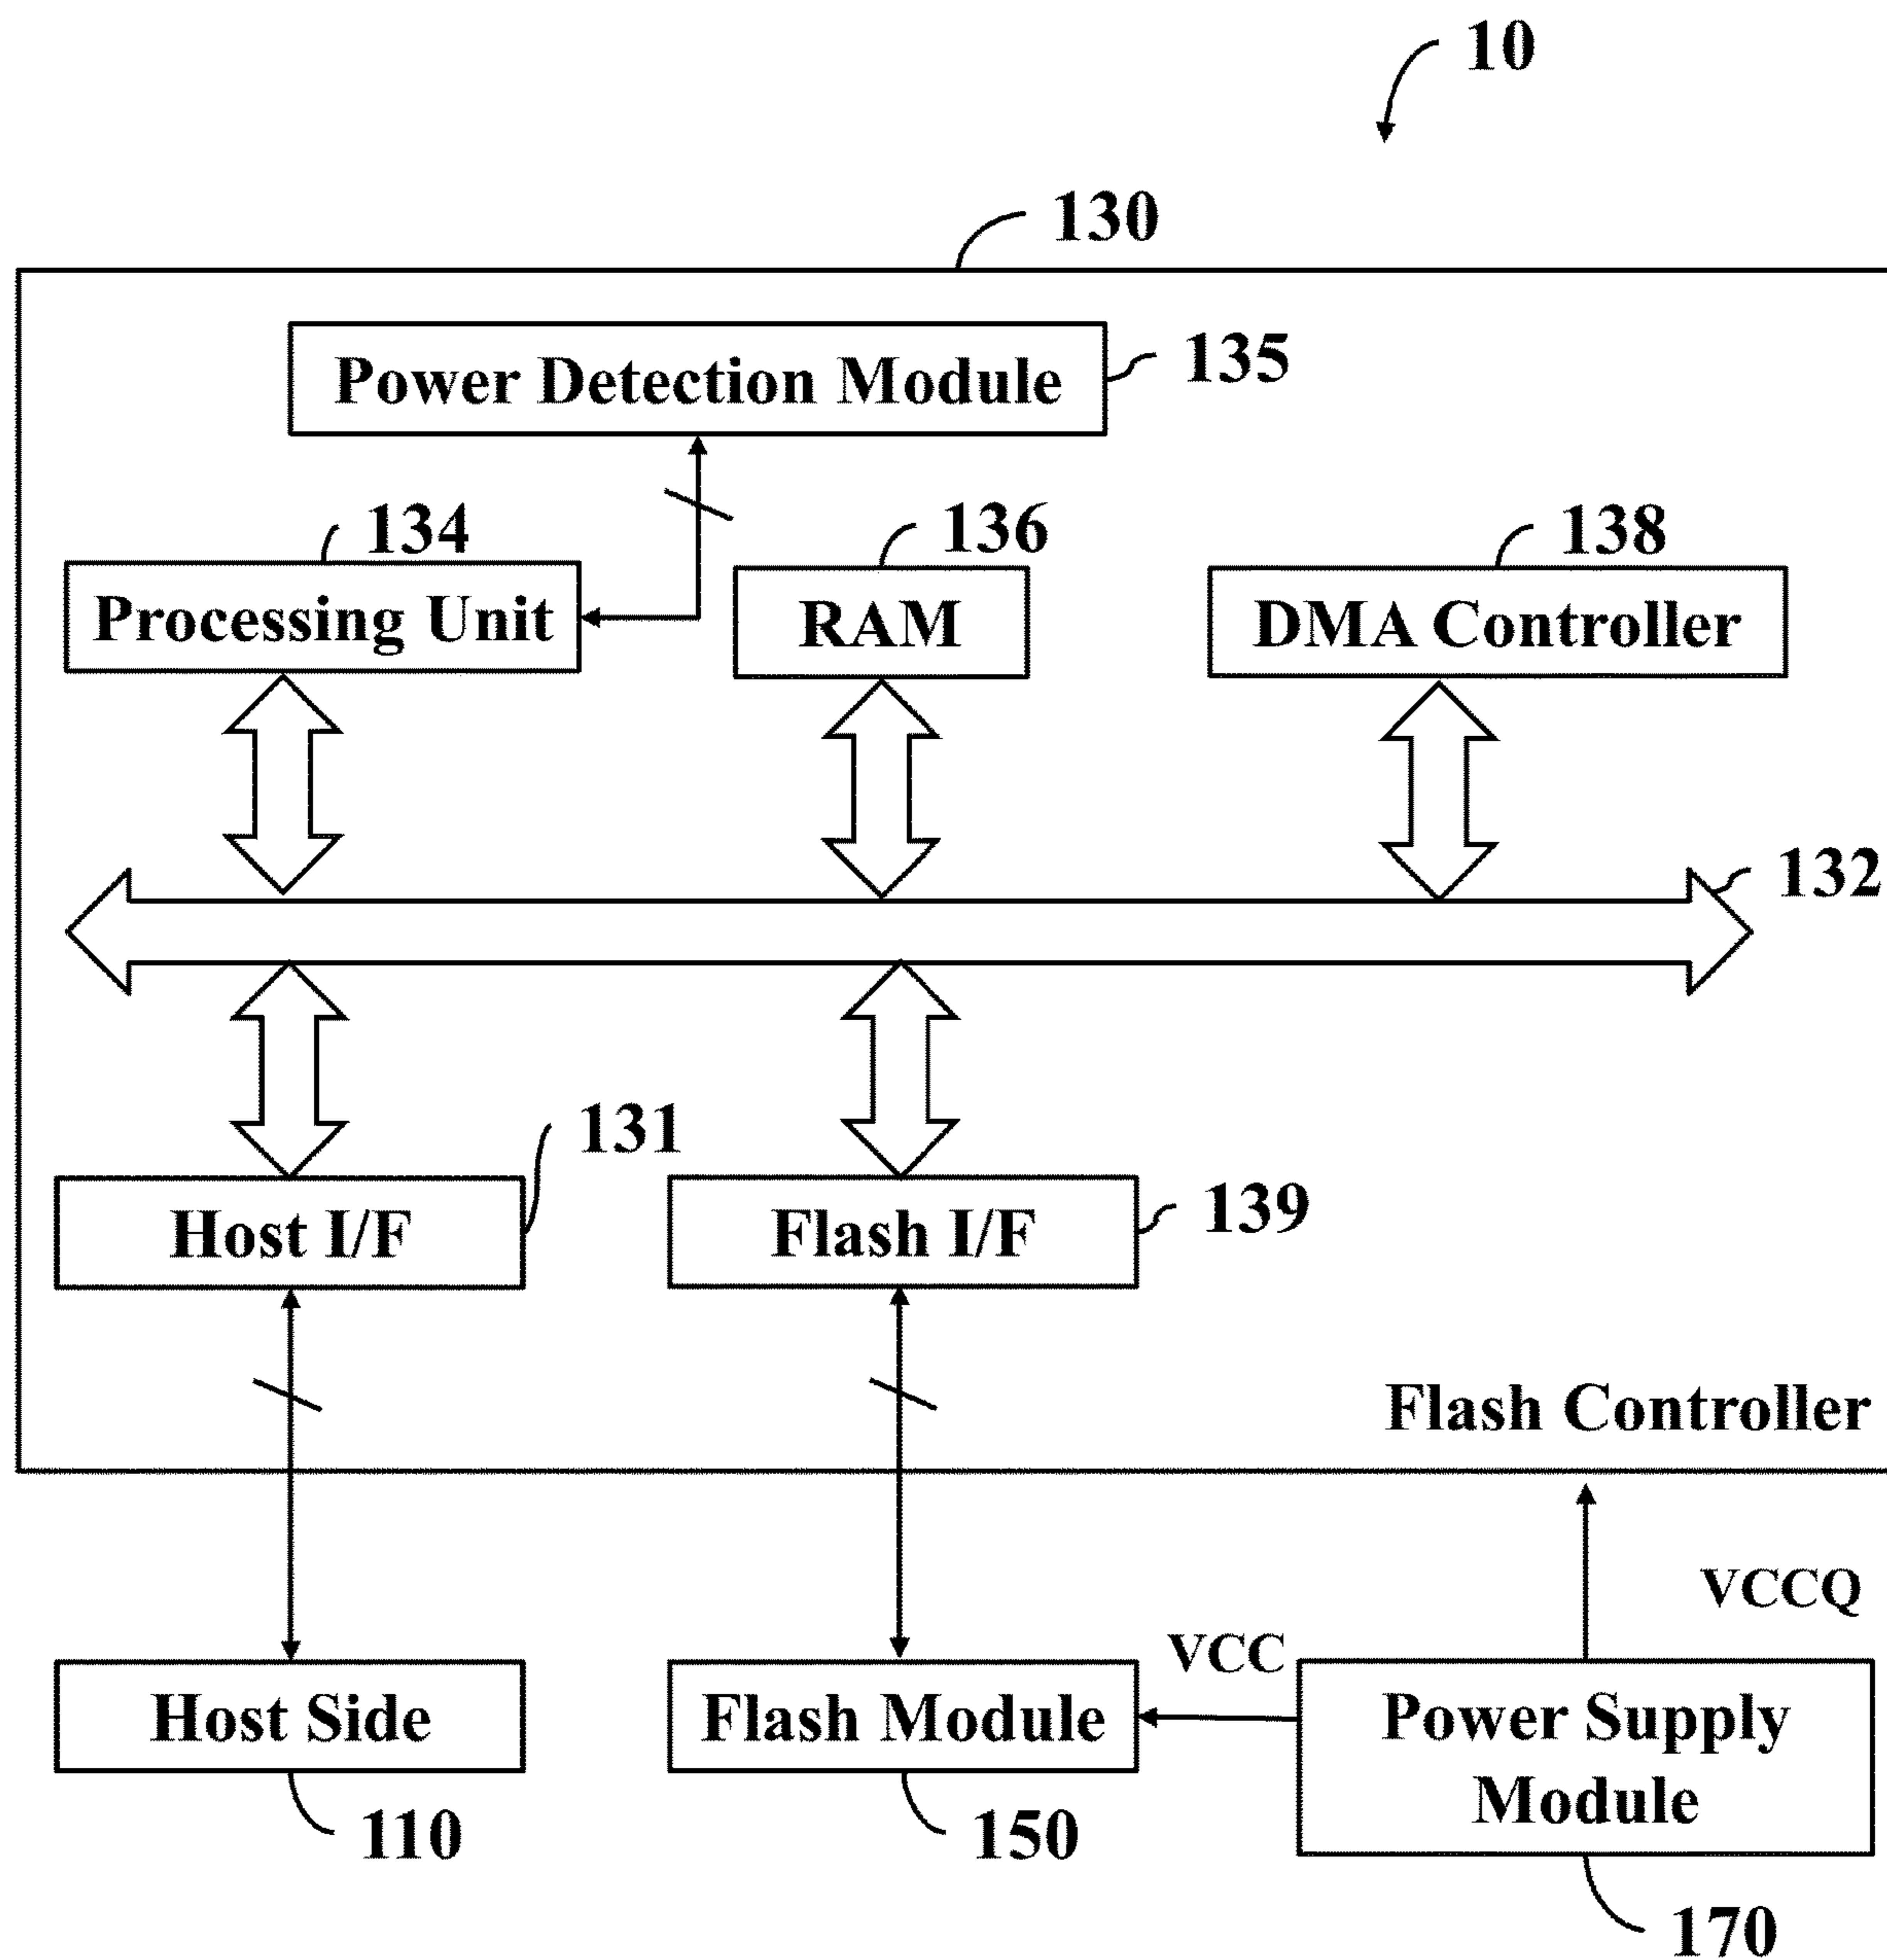 10
130
Power Detection Module
135
134
136
138
Processing Unit
RAM
DMA Controller
132
131
Host I/F
Flash I/F
139
Flash Controller
VCCQ
VCC
Host Side
Flash Module
Power Supply
Module
110
150
170